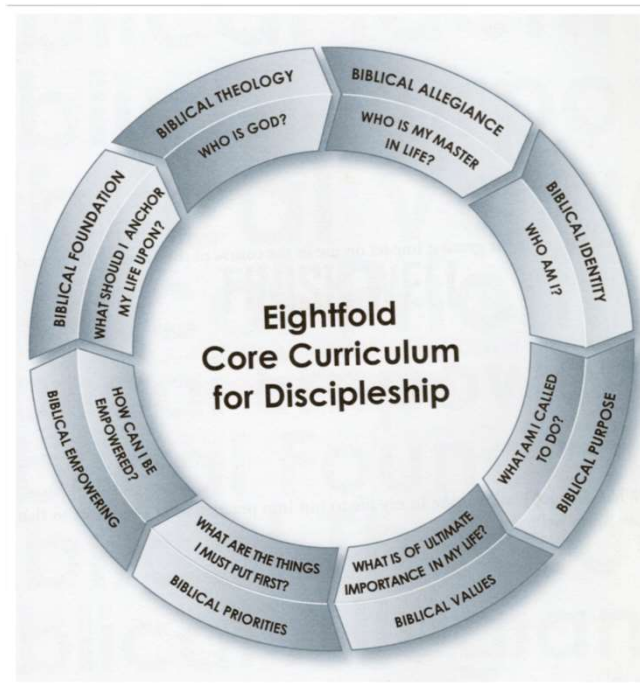 Eightfold
Core Curriculum
for Discipleship
BIBLICAL THEOLOGY
WHO IS GOD?
BIBLICAL ALLEGIANCE
WHO IS MY MASTER
IN LIFE?
BIBLICAL IDENTITY
WHO AM I?
BIBLICAL PURPOSE
WHAT AM I CALLED
TO DO?
WHAT IS OF ULTIMATE
IMPORTANCE IN MY LIFE?
BIBLICAL VALUES
WHAT ARE THE THINGS
I MUST PUT FIRST?
BIBLICAL PRIORITIES
HOW CAN I BE
EMPOWERED?
BIBLICAL EMPOWERING
BIBLICAL FOUNDATION
WHAT SHOULD I ANCHOR
MY LIFE UPON?